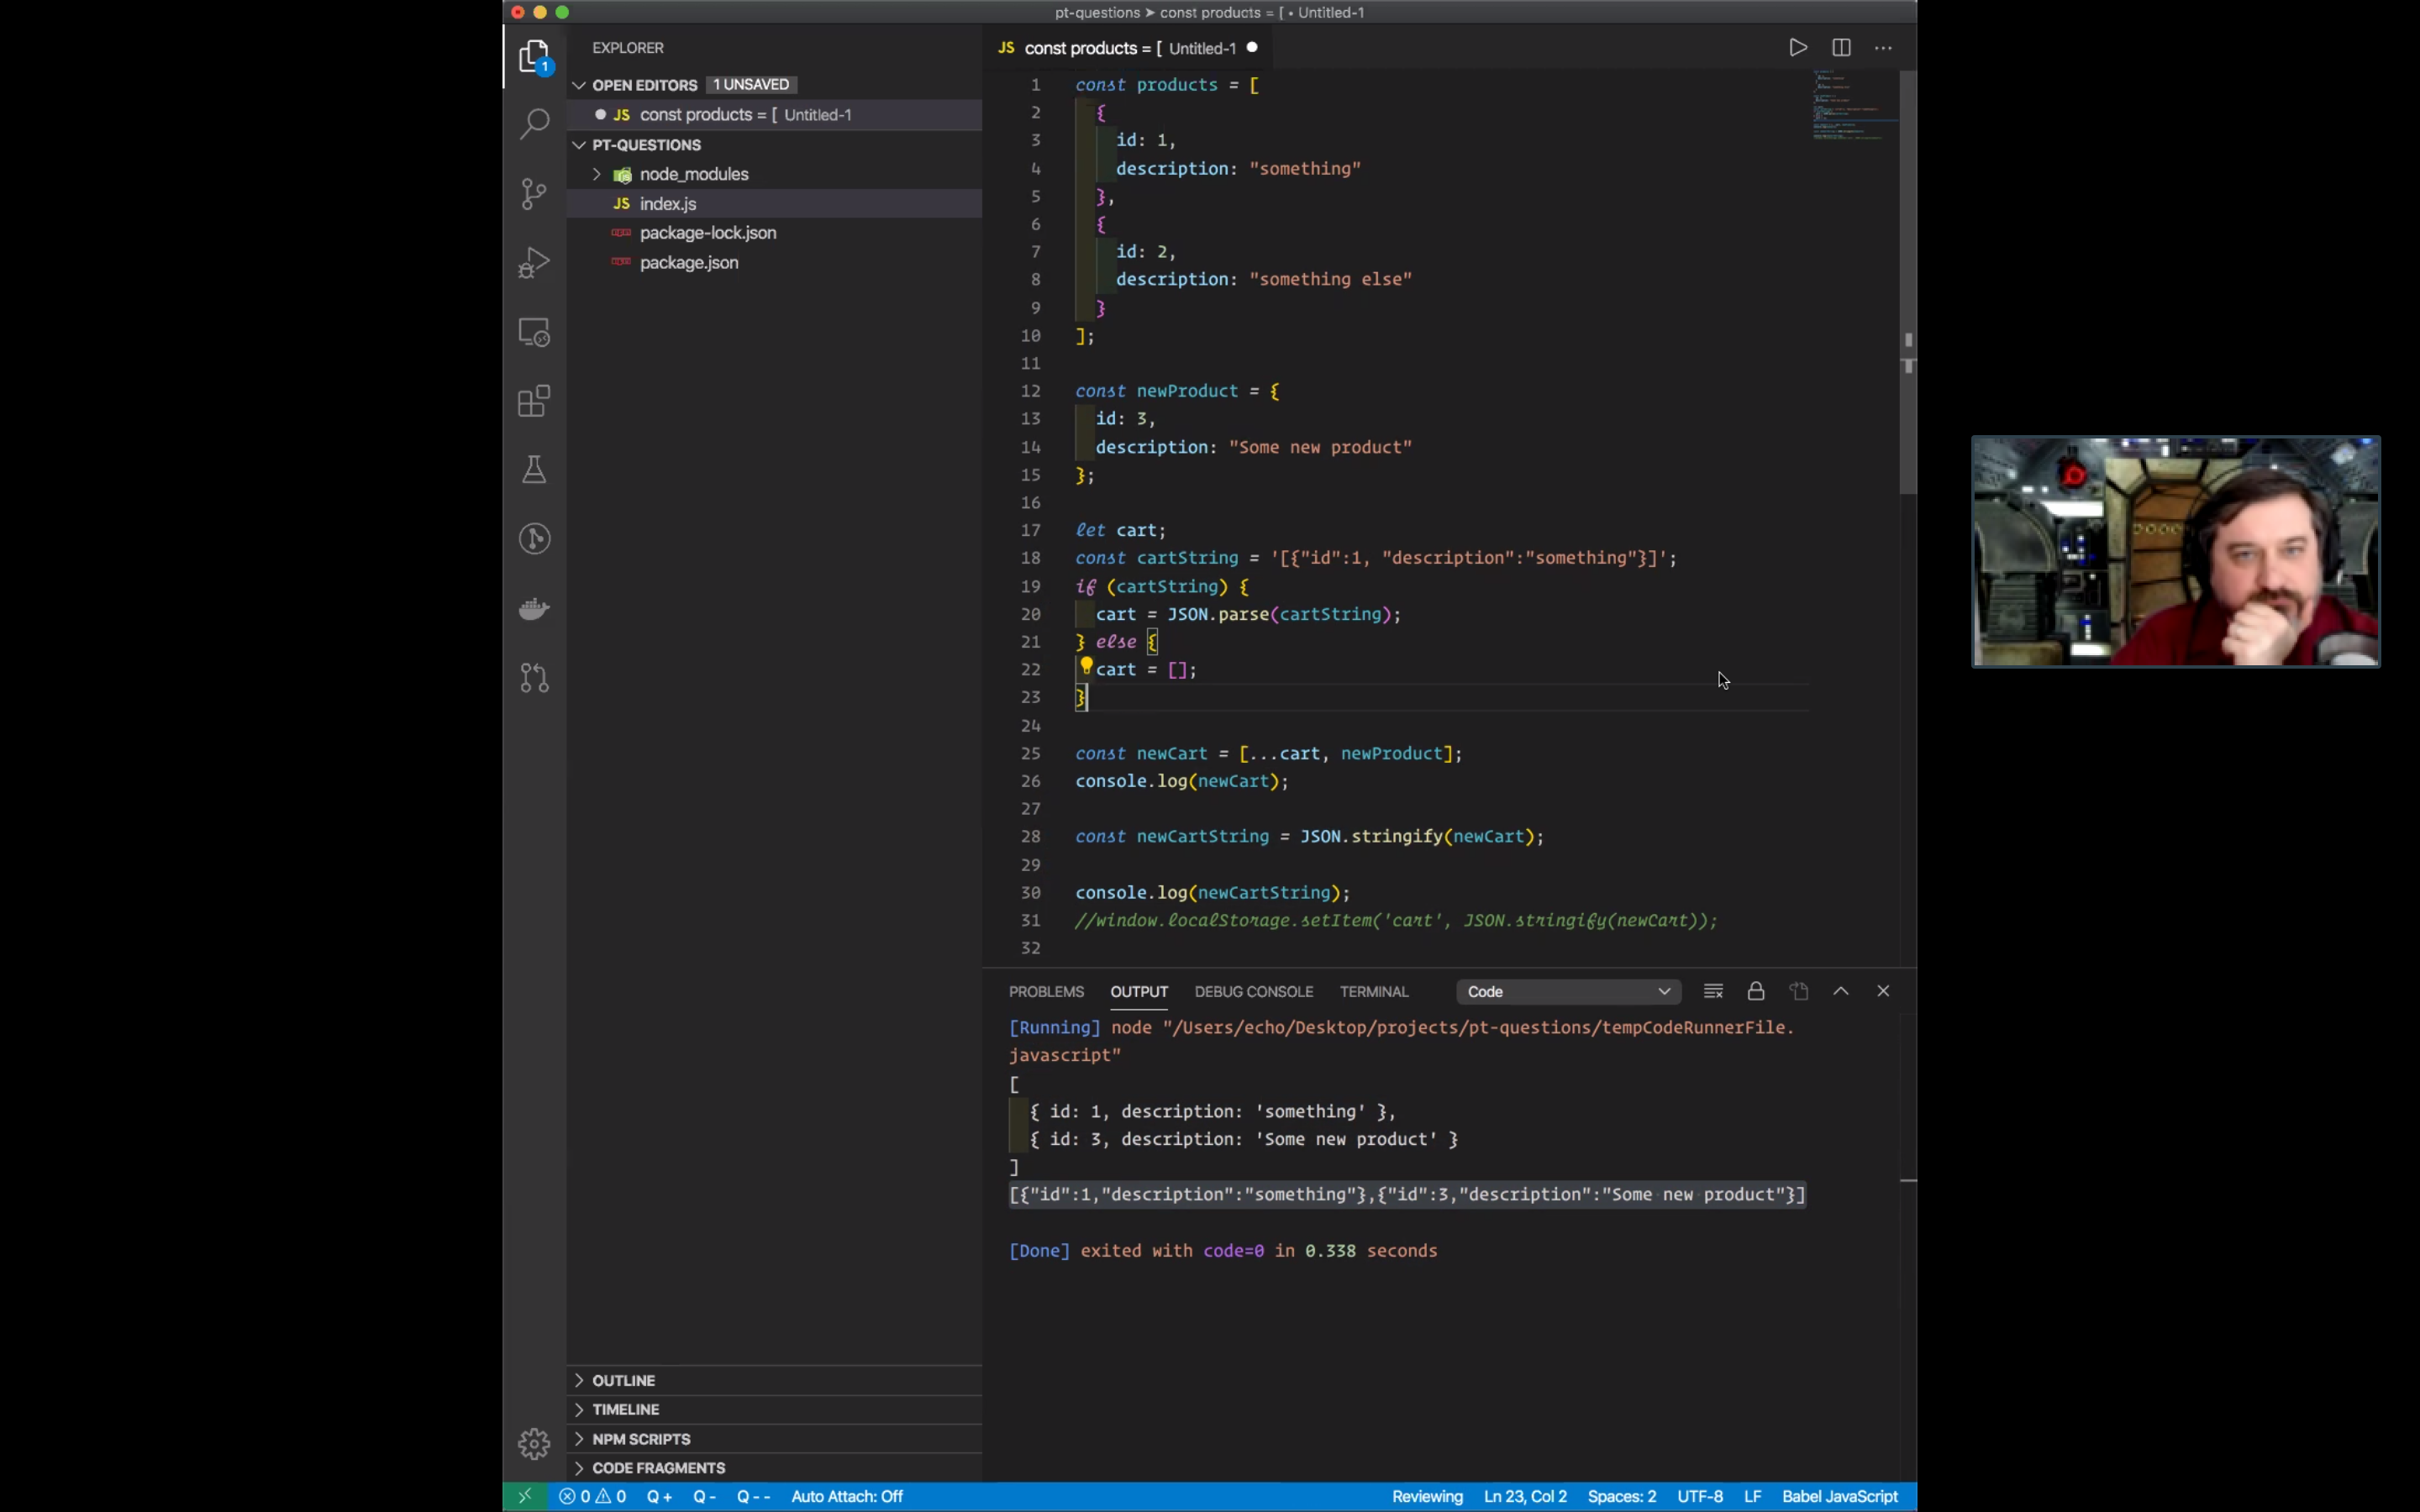 pt-questions ➤ const products = [ • Untitled-1
EXPLORER
OPEN EDITORS 1 UNSAVED
JS const products = [ Untitled-1
PT-QUESTIONS
node_modules
JS index.js
package-lock.json
package.json
OUTLINE
TIMELINE
NPM SCRIPTS
CODE FRAGMENTS
1
JS const products = [ Untitled-1
1 const products = [
2 {
3 id: 1,
4 description: "something"
5 },
6 {
7 id: 2,
8 description: "something else"
9 }
10 ];
11
12 const newProduct = {
13 id: 3,
14 description: "Some new product"
15 };
16
17 let cart;
18 const cartString = '[{"id":1, "description":"something"}]';
19 if (cartString) {
20 cart = JSON.parse(cartString);
21 } else {
22 cart = [];
23 }
24
25 const newCart = [...cart, newProduct];
26 console.log(newCart);
27
28 const newCartString = JSON.stringify(newCart);
29
30 console.log(newCartString);
31 //window.localStorage.setItem('cart', JSON.stringify(newCart));
32
PROBLEMS OUTPUT DEBUG CONSOLE TERMINAL Code
[Running] node "/Users/echo/Desktop/projects/pt-questions/tempCodeRunnerFile.
javascript"
[
{ id: 1, description: 'something' },
{ id: 3, description: 'Some new product' }
]
[{"id":1,"description":"something"},{"id":3,"description":"Some new product"}]
[Done] exited with code=0 in 0.338 seconds
0 0 Q + Q - Q - - Auto Attach: Off Reviewing Ln 23, Col 2 Spaces: 2 UTF-8 LF Babel JavaScript